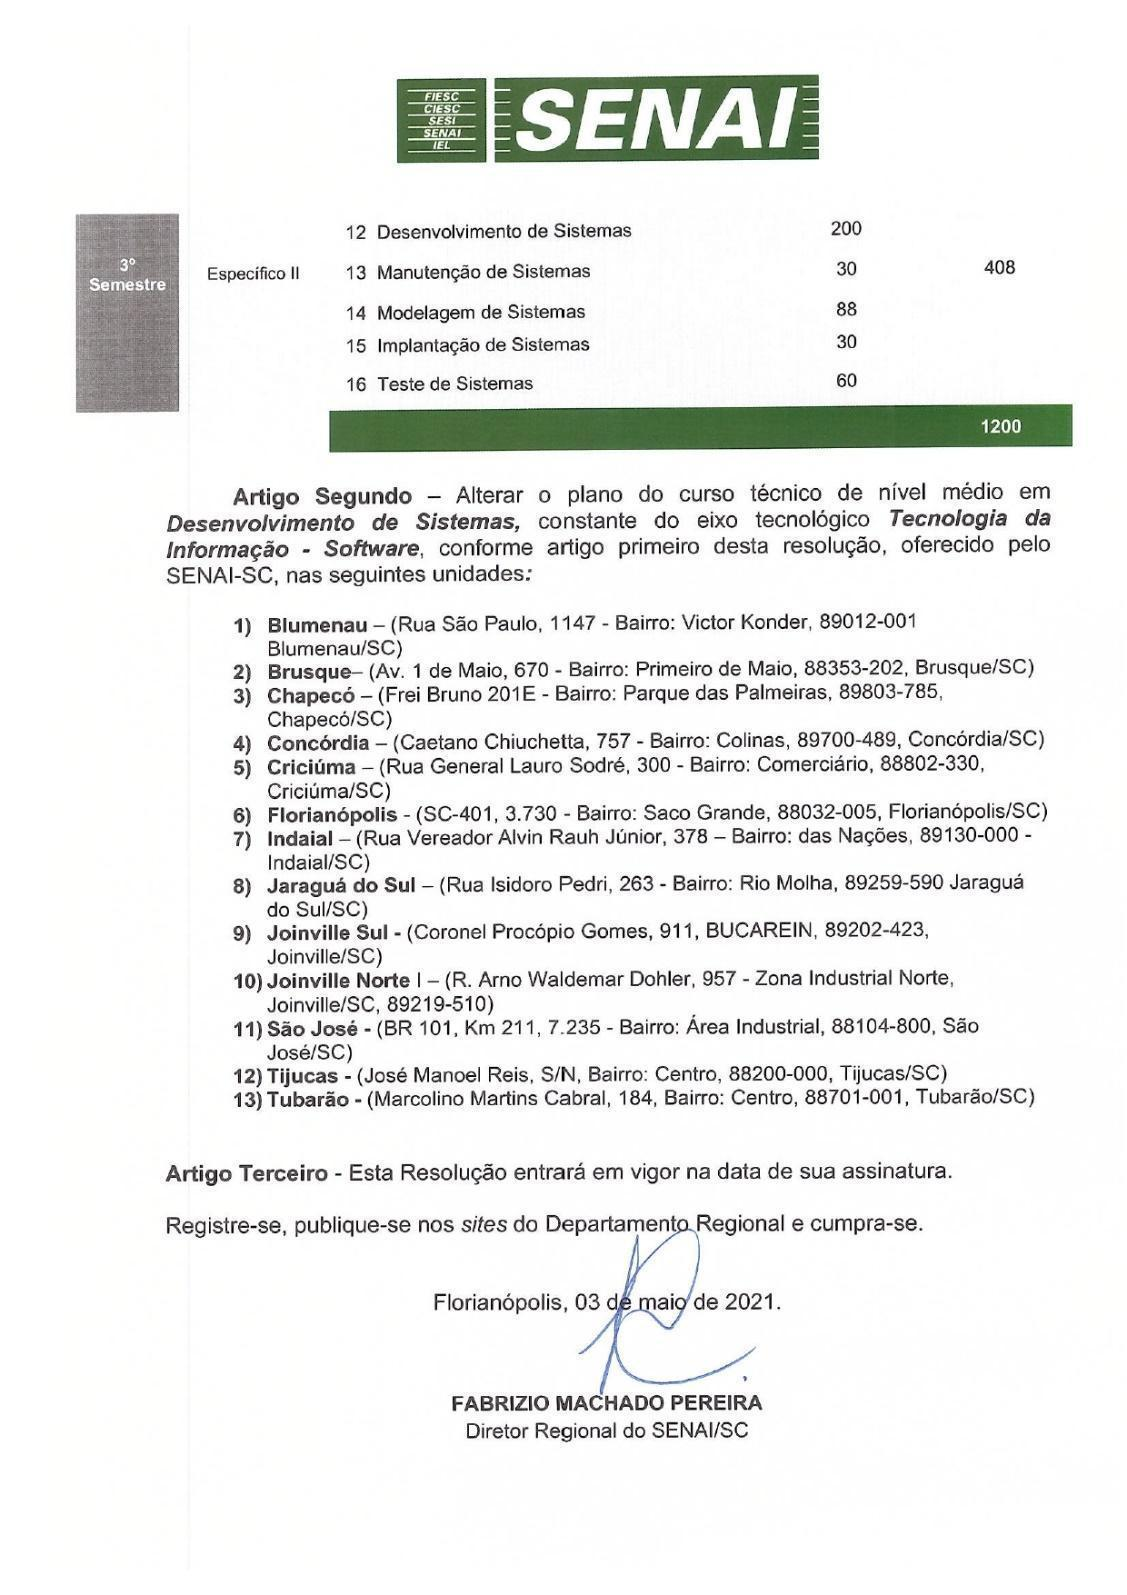 FIESC
CIESC
SESI
SENAI
IEL
SENAI
12 Desenvolvimento de Sistemas 200
3º
Semestre
Específico II 13 Manutenção de Sistemas 30 408
14 Modelagem de Sistemas 88
15 Implantação de Sistemas 30
16 Teste de Sistemas 60
1200
Artigo Segundo – Alterar o plano do curso técnico de nível médio em
Desenvolvimento de Sistemas, constante do eixo tecnológico Tecnologia da
Informação - Software, conforme artigo primeiro desta resolução, oferecido pelo
SENAI-SC, nas seguintes unidades:
1) Blumenau – (Rua São Paulo, 1147 - Bairro: Victor Konder, 89012-001
Blumenau/SC)
2) Brusque– (Av. 1 de Maio, 670 - Bairro: Primeiro de Maio, 88353-202, Brusque/SC)
3) Chapecó – (Frei Bruno 201E - Bairro: Parque das Palmeiras, 89803-785,
Chapecó/SC)
4) Concórdia – (Caetano Chiuchetta, 757 - Bairro: Colinas, 89700-489, Concórdia/SC)
5) Criciúma – (Rua General Lauro Sodré, 300 - Bairro: Comerciário, 88802-330,
Criciúma/SC)
6) Florianópolis - (SC-401, 3.730 - Bairro: Saco Grande, 88032-005, Florianópolis/SC)
7) Indaial – (Rua Vereador Alvin Rauh Júnior, 378 – Bairro: das Nações, 89130-000 -
Indaial/SC)
8) Jaraguá do Sul – (Rua Isidoro Pedri, 263 - Bairro: Rio Molha, 89259-590 Jaraguá
do Sul/SC)
9) Joinville Sul - (Coronel Procópio Gomes, 911, BUCAREIN, 89202-423,
Joinville/SC)
10) Joinville Norte I – (R. Arno Waldemar Dohler, 957 - Zona Industrial Norte,
Joinville/SC, 89219-510)
11) São José - (BR 101, Km 211, 7.235 - Bairro: Área Industrial, 88104-800, São
José/SC)
12) Tijucas - (José Manoel Reis, S/N, Bairro: Centro, 88200-000, Tijucas/SC)
13) Tubarão - (Marcolino Martins Cabral, 184, Bairro: Centro, 88701-001, Tubarão/SC)
Artigo Terceiro - Esta Resolução entrará em vigor na data de sua assinatura.
Registre-se, publique-se nos sites do Departamento Regional e cumpra-se.
Florianópolis, 03 de maio de 2021.
FABRIZIO MACHADO PEREIRA
Diretor Regional do SENAI/SC